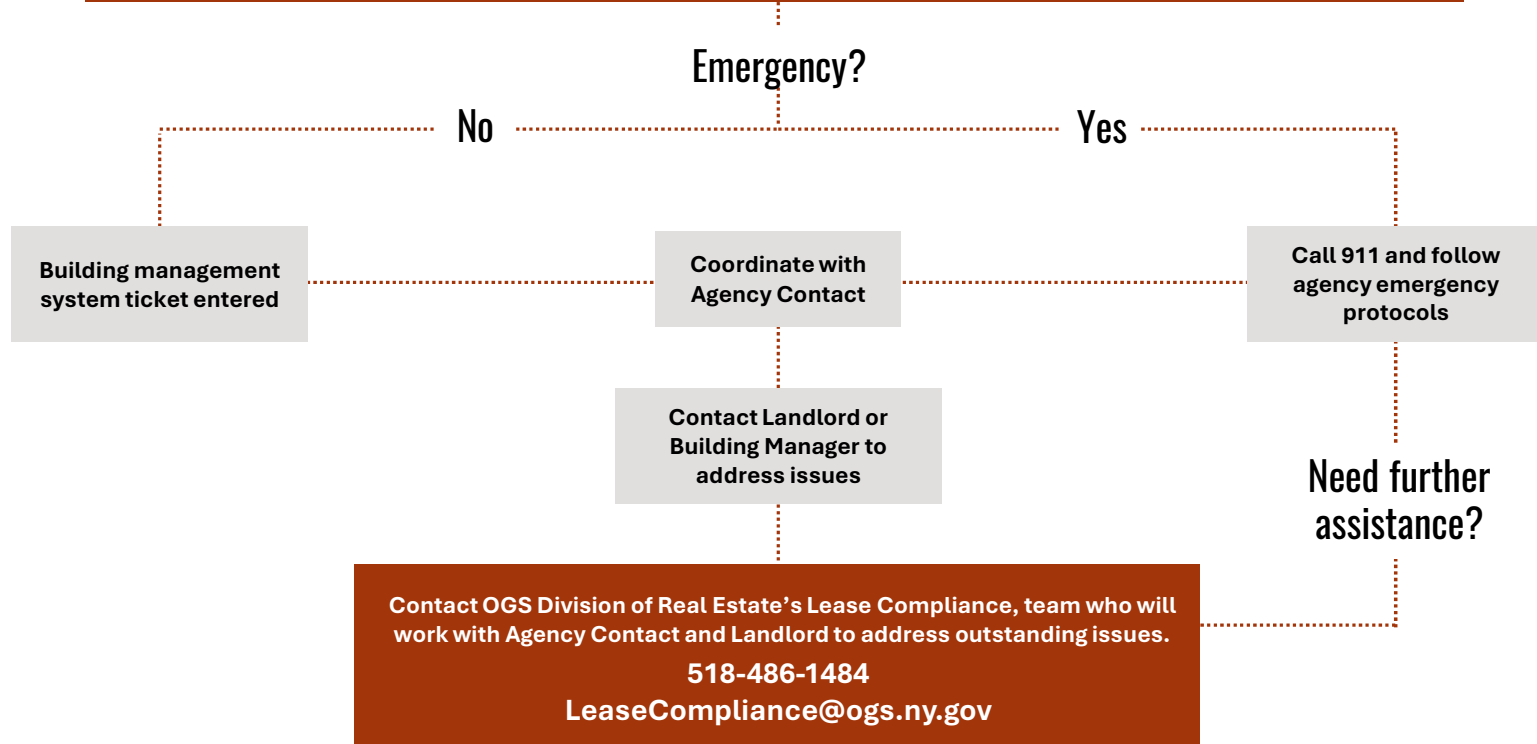 Emergency?
No
Yes
Building management
system ticket entered
Coordinate with
Agency Contact
Call 911 and follow
agency emergency
protocols
Contact Landlord or
Building Manager to
address issues
Need further
assistance?
Contact OGS Division of Real Estate’s Lease Compliance, team who will
work with Agency Contact and Landlord to address outstanding issues.
518-486-1484
LeaseCompliance@ogs.ny.gov